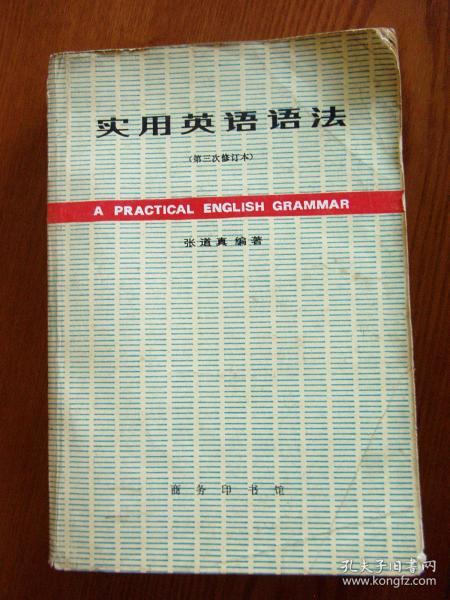 实用英语语法
(第三次修订本)
A PRACTICAL ENGLISH GRAMMAR
张道真 编著
商务印书馆
孔夫子旧书网
www.kongfz.com